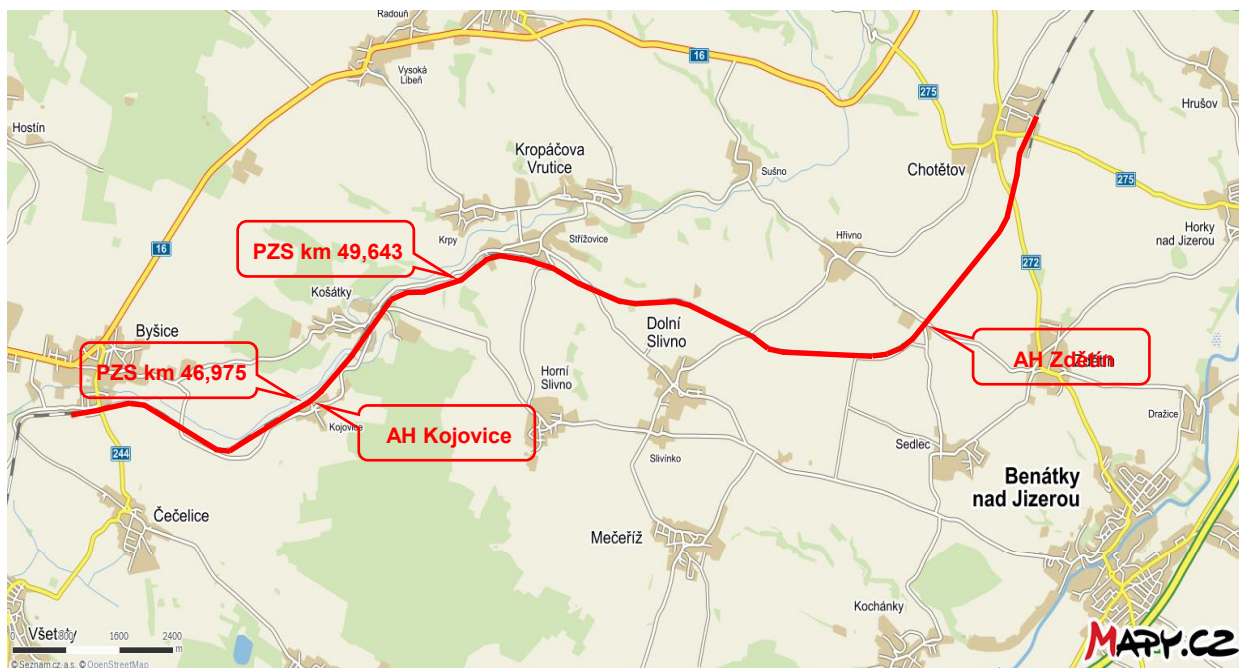 Radouň
Vysoká
Libeň
16
275
Hrušov
Hostín
Kropáčova
Vrutice
Sušno
Chotětov
275
Krpy
Střížovice
Hřivno
Horky
nad Jizerou
PZS km 49,643
16
272
Košátky
Byšice
Dolní
Slivno
AH Zdětín
PZS km 46,975
Horní
Slivno
Kojovice
AH Kojovice
Dražice
244
Slivínko
Sedlec
Benátky
nad Jizerou
Čečelice
Mečeříž
Kochánky
Všetaty
0 800 1600 2400
m
© Seznam.cz, a.s. © OpenStreetMap
MAPY.CZ